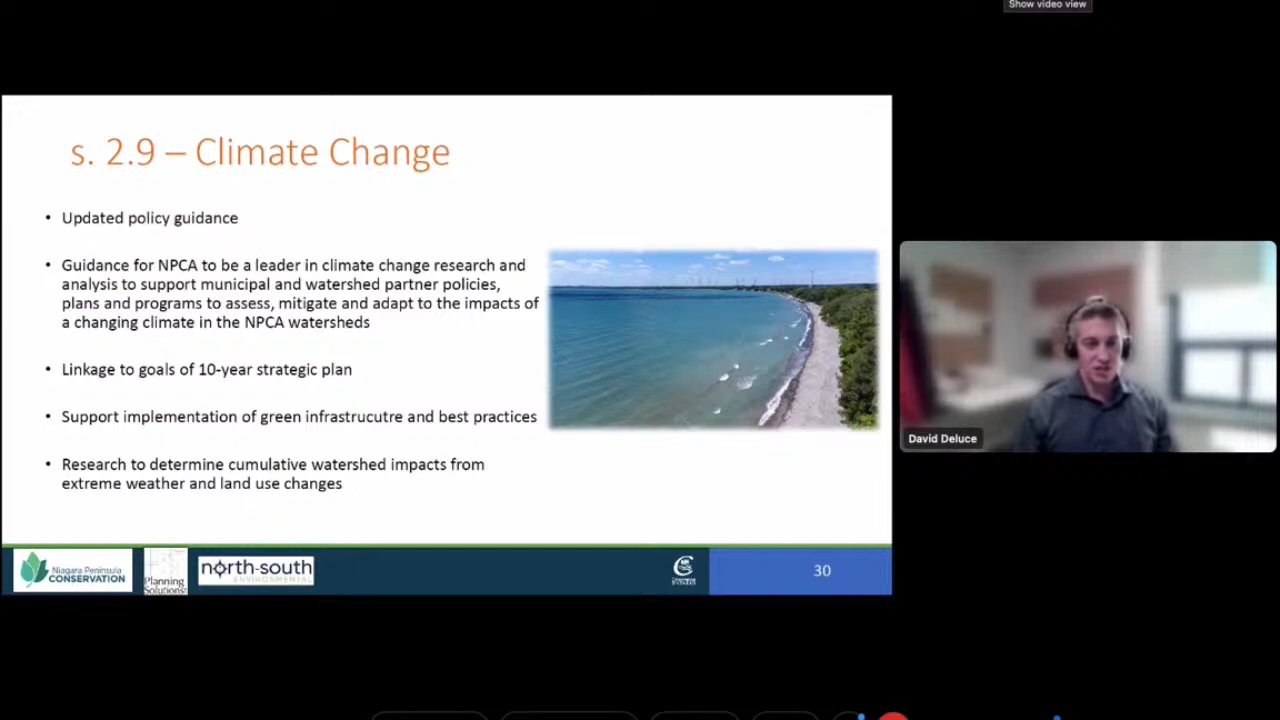 Show video view
s. 2.9 – Climate Change
• Updated policy guidance
• Guidance for NPCA to be a leader in climate change research and
analysis to support municipal and watershed partner policies,
plans and programs to assess, mitigate and adapt to the impacts of
a changing climate in the NPCA watersheds
• Linkage to goals of 10-year strategic plan
• Support implementation of green infrastrucutre and best practices
• Research to determine cumulative watershed impacts from
extreme weather and land use changes
David Deluce
Niagara Peninsula
CONSERVATION
Planning
Solutions
north-south
ENVIRONMENTAL
30